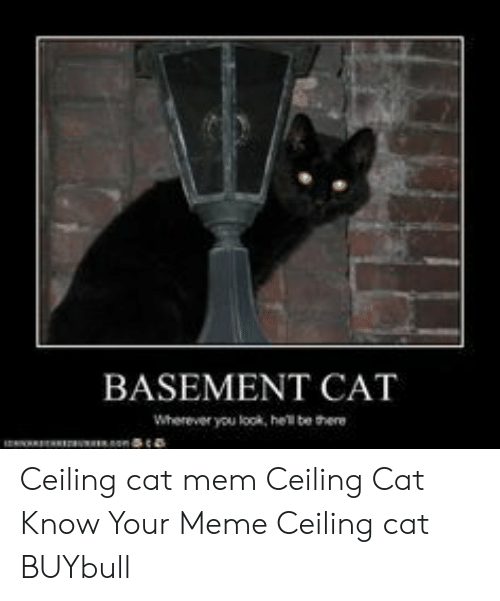 BASEMENT CAT
Wherever you look, he'll be there
Ceiling cat mem Ceiling Cat
Know Your Meme Ceiling cat
BUYbull